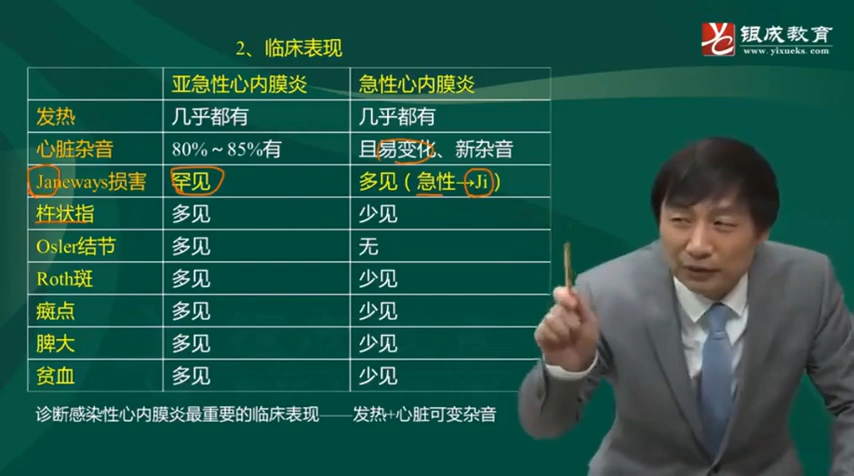 2、临床表现
银成教育
www.yixueks.com
亚急性心内膜炎 急性心内膜炎
发热 几乎都有 几乎都有
心脏杂音 80%～85%有 且易变化、新杂音
Janeways损害 罕见 多见（急性→Ji）
杵状指 多见 少见
Osler结节 多见 无
Roth斑 多见 少见
瘢点 多见 少见
脾大 多见 少见
贫血 多见 少见
诊断感染性心内膜炎最重要的临床表现——发热+心脏可变杂音